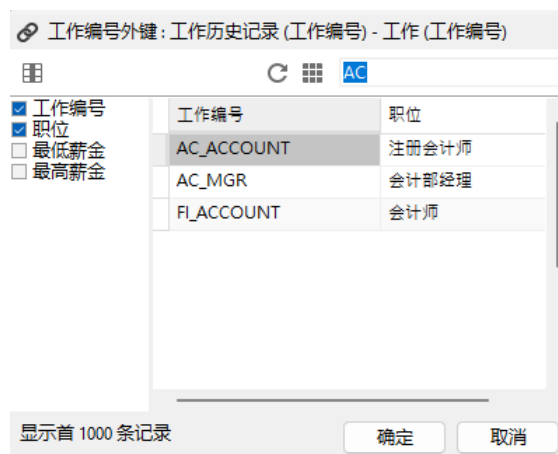 工作编号外键 : 工作历史记录 (工作编号) - 工作 (工作编号)
AC
工作编号
职位
最低薪金
最高薪金
工作编号 职位
AC_ACCOUNT 注册会计师
AC_MGR 会计部经理
FI_ACCOUNT 会计师
显示首 1000 条记录 确定 取消